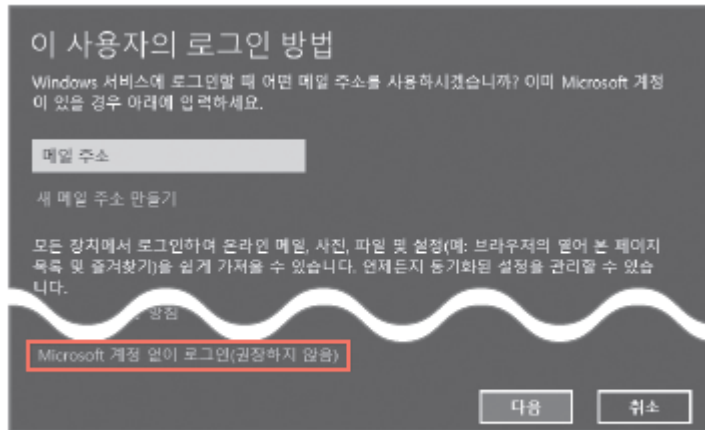 이 사용자의 로그인 방법
Windows 서비스에 로그인할 때 어떤 메일 주소를 사용하시겠습니까? 이미 Microsoft 계정
이 있을 경우 아래에 입력하세요.
메일 주소
새 메일 주소 만들기
모든 장치에서 로그인하여 온라인 메일, 사진, 파일 및 설정(예: 브라우저의 열어 본 페이지
목록 및 즐겨찾기)을 쉽게 가져올 수 있습니다. 언제든지 동기화된 설정을 관리할 수 있습
니다.
방침
Microsoft 계정 없이 로그인(권장하지 않음)
다음
취소